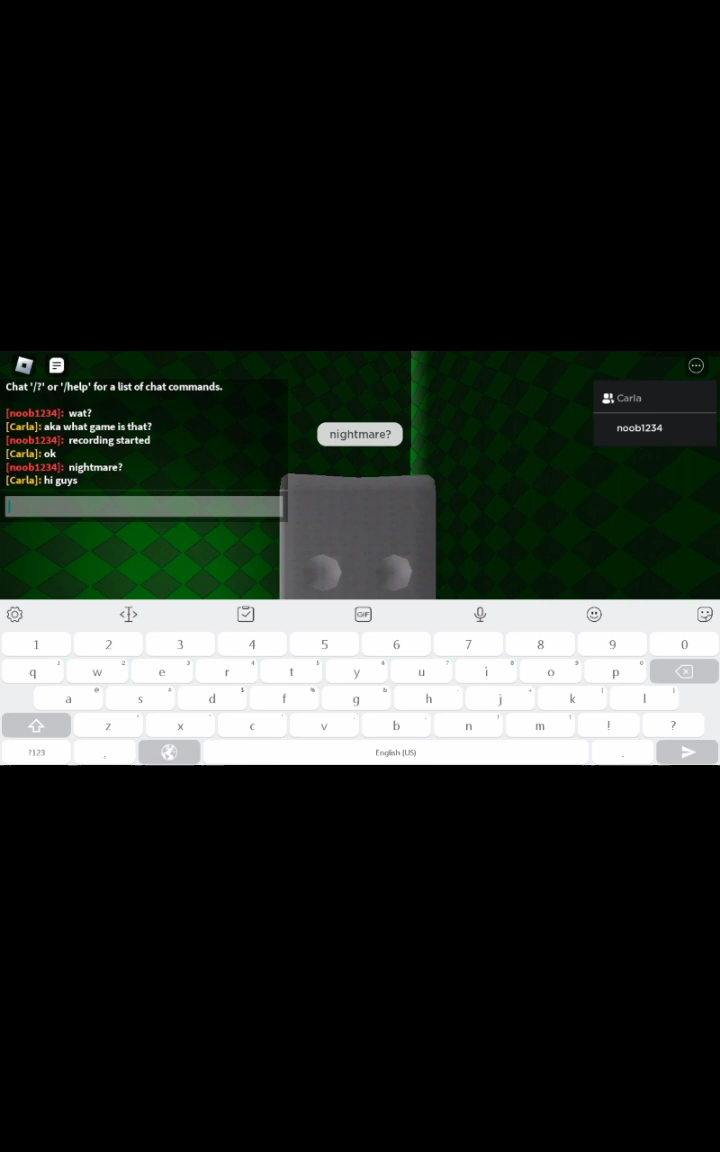 Chat '/?' or '/help' for a list of chat commands.
[noob1234]: wat?
[Carla]: aka what game is that?
[noob1234]: recording started
[Carla]: ok
[noob1234]: nightmare?
[Carla]: hi guys
nightmare?
Carla
noob1234
GIF
1 2 3 4 5 6 7 8 9 0
q w e r t y u i o p
a s d f g h j k l
z x c v b n m ! ?
?123 , English (US) .